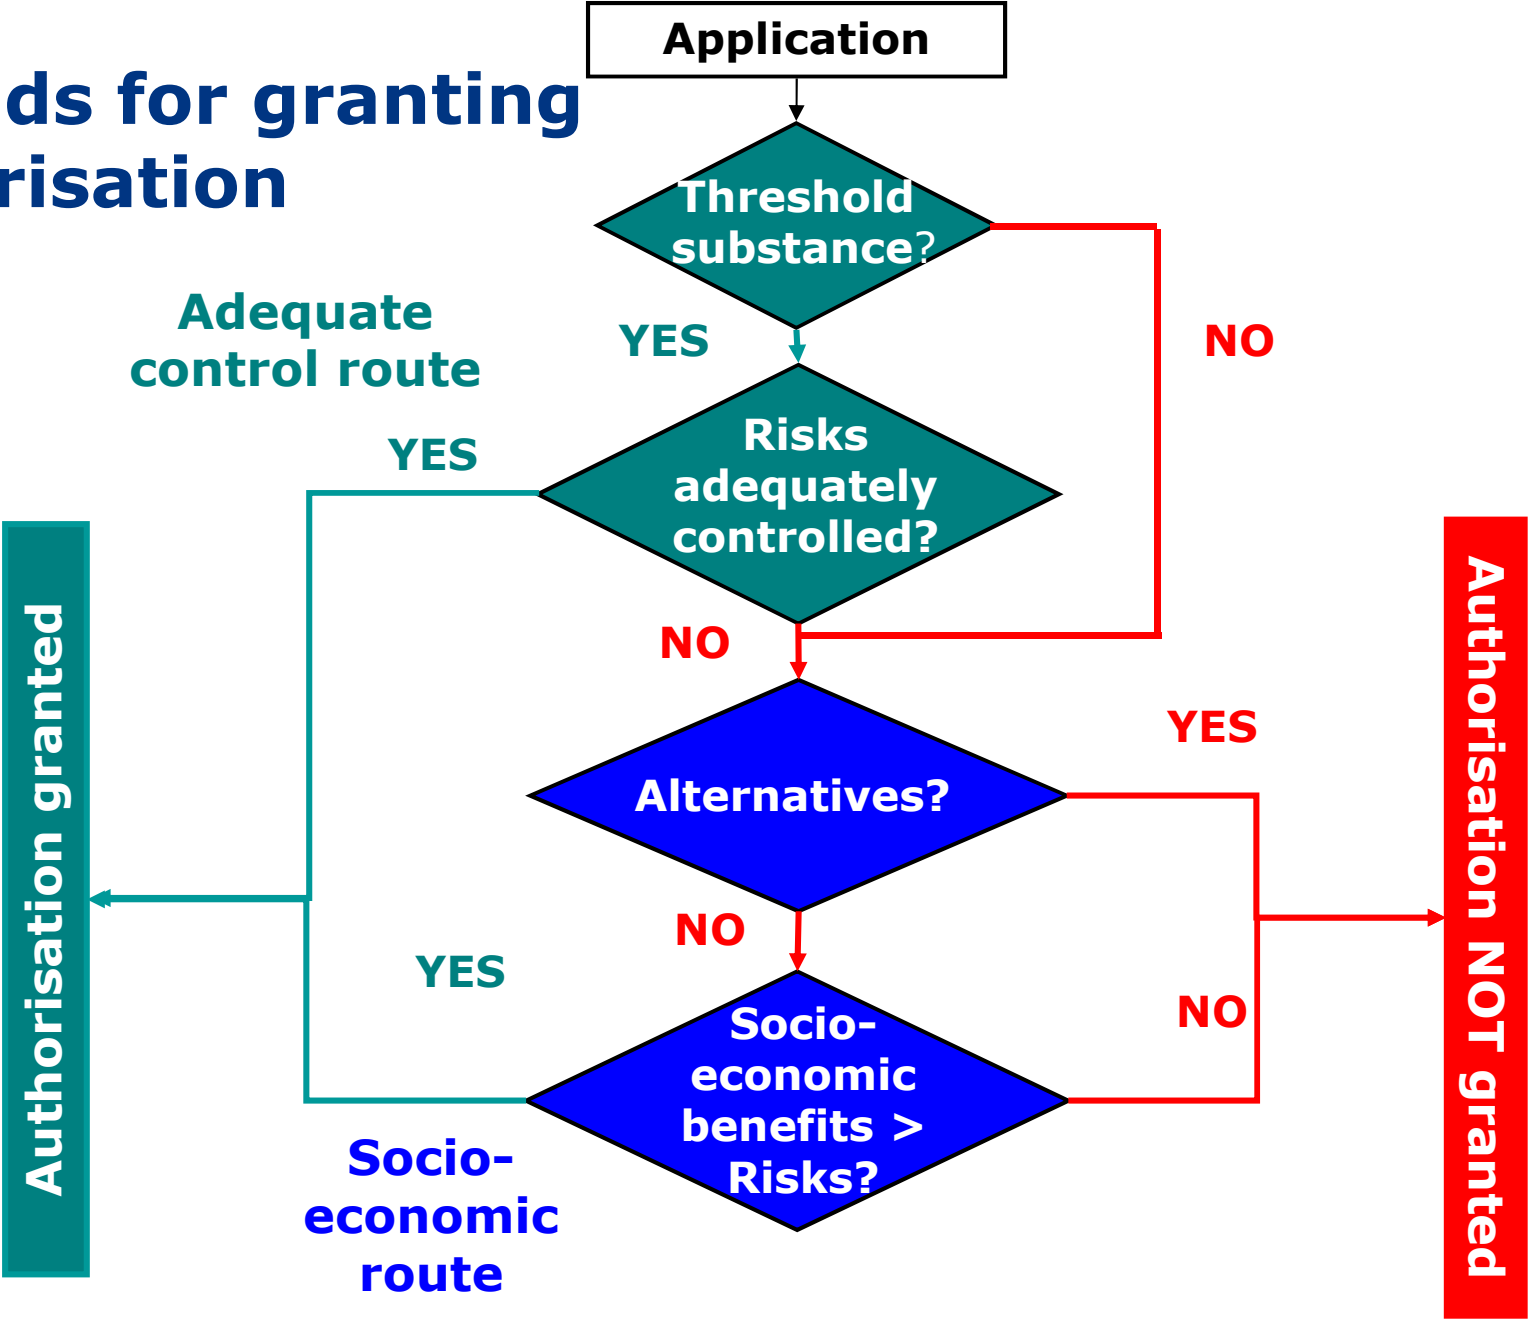 Application
ds for granting
risation
Threshold
substance?
Adequate
control route
YES
NO
Risks
adequately
controlled?
YES
NO
Alternatives?
YES
NO
Socio-
economic
benefits >
Risks?
YES
NO
Socio-
economic
route
Authorisation granted
Authorisation NOT granted